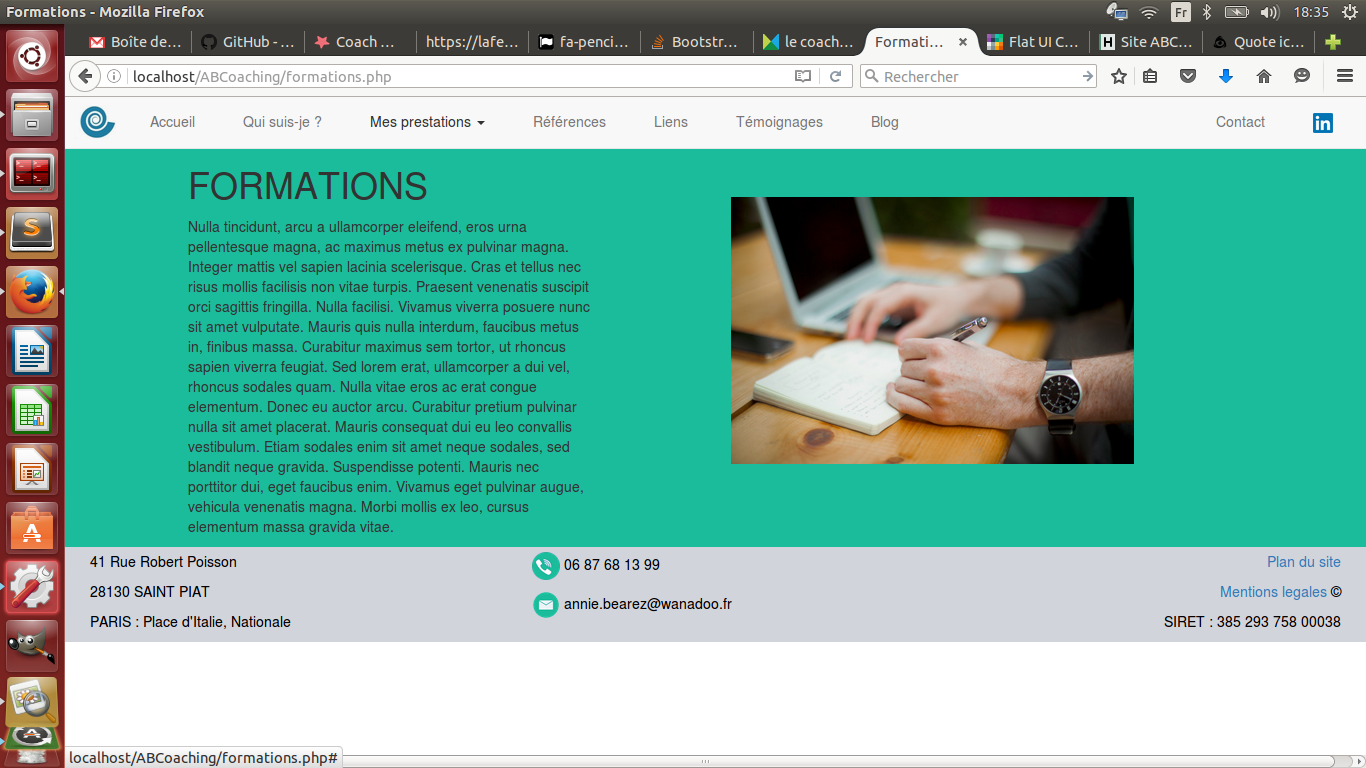 Formations - Mozilla Firefox
Fr
18:35
Boîte de…
GitHub - …
Coach …
https://lafe…
fa-penci…
Bootstr…
le coach…
Formati…
Flat UI C…
Site ABC…
Quote ic…
localhost/ABCoaching/formations.php
Rechercher
Accueil
Qui suis-je ?
Mes prestations
Références
Liens
Témoignages
Blog
Contact
in
FORMATIONS
Nulla tincidunt, arcu a ullamcorper eleifend, eros urna
pellentesque magna, ac maximus metus ex pulvinar magna.
Integer mattis vel sapien lacinia scelerisque. Cras et tellus nec
risus mollis facilisis non vitae turpis. Praesent venenatis suscipit
orci sagittis fringilla. Nulla facilisi. Vivamus viverra posuere nunc
sit amet vulputate. Mauris quis nulla interdum, faucibus metus
in, finibus massa. Curabitur maximus sem tortor, ut rhoncus
sapien viverra feugiat. Sed lorem erat, ullamcorper a dui vel,
rhoncus sodales quam. Nulla vitae eros ac erat congue
elementum. Donec eu auctor arcu. Curabitur pretium pulvinar
nulla sit amet placerat. Mauris consequat dui eu leo convallis
vestibulum. Etiam sodales enim sit amet neque sodales, sed
blandit neque gravida. Suspendisse potenti. Mauris nec
porttitor dui, eget faucibus enim. Vivamus eget pulvinar augue,
vehicula venenatis magna. Morbi mollis ex leo, cursus
elementum massa gravida vitae.
41 Rue Robert Poisson
28130 SAINT PIAT
PARIS : Place d'Italie, Nationale
06 87 68 13 99
annie.bearez@wanadoo.fr
Plan du site
Mentions legales ©
SIRET : 385 293 758 00038
localhost/ABCoaching/formations.php#